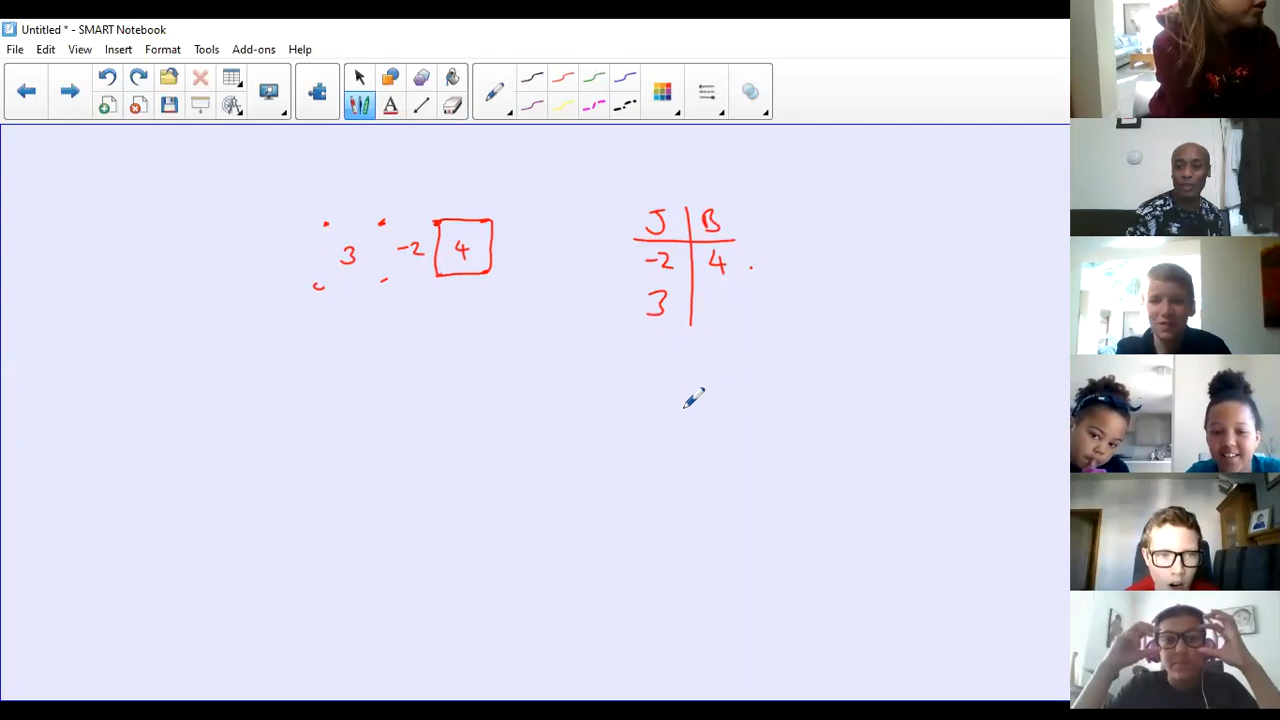 Untitled * - SMART Notebook
File Edit View Insert Format Tools Add-ons Help
3 -2 4
J B
-2 4
3